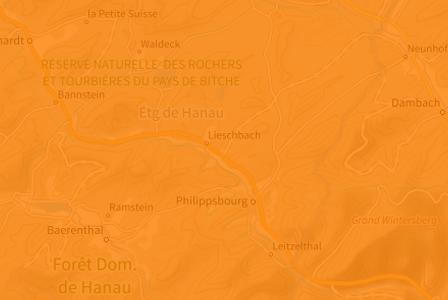 la Petite Suisse
hardt
Waldeck
Neunhof
RÉSERVE NATURELLE DES ROCHERS
ET TOURBIÈRES DU PAYS DE BITCHE
Bannstein
Dambach
Etg de Hanau
Lieschbach
Philippsbourg
Ramstein
Grand Wintersberg
Baerenthal
Leitzelthal
Forêt Dom.
de Hanau